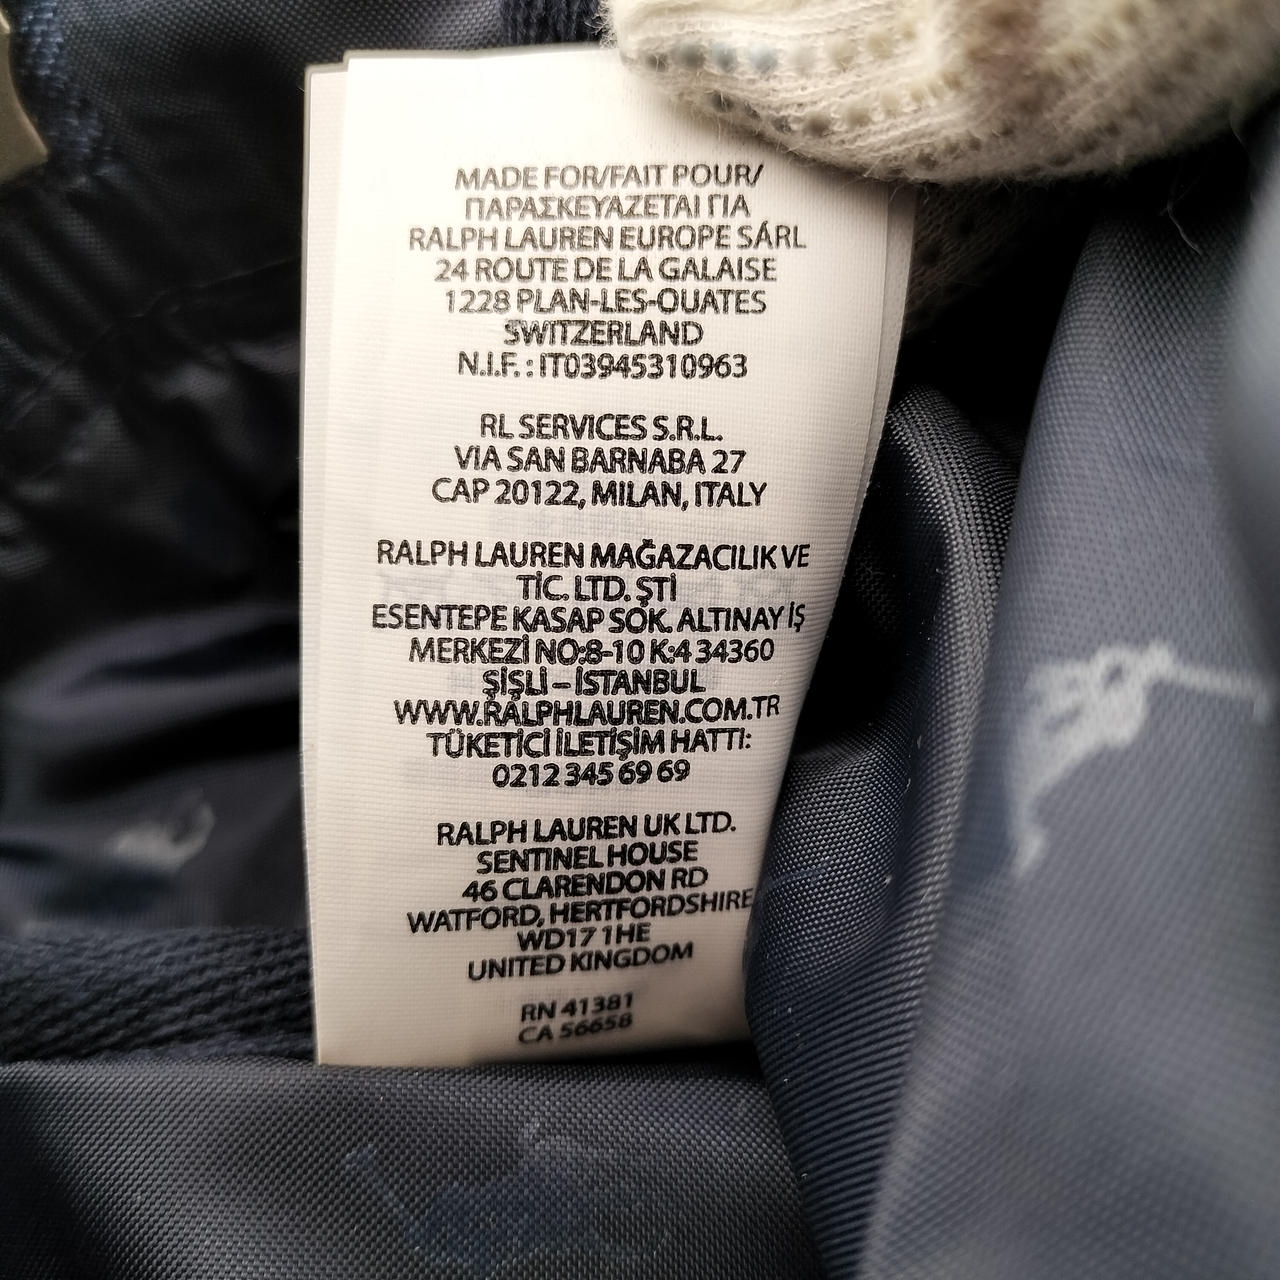 MADE FOR/FAIT POUR/
ΠΑΡΑΣΚΕΥΑΖΕΤΑΙ ΓΙΑ
RALPH LAUREN EUROPE SÁRL
24 ROUTE DE LA GALAISE
1228 PLAN-LES-OUATES
SWITZERLAND
N.I.F. : IT03945310963
RL SERVICES S.R.L.
VIA SAN BARNABA 27
CAP 20122, MILAN, ITALY
RALPH LAUREN MAĞAZACILIK VE
TİC. LTD. ŞTİ
ESENTEPE KASAP SOK. ALTINAY İŞ
MERKEZİ NO:8-10 K:4 34360
ŞİŞLİ – İSTANBUL
WWW.RALPHLAUREN.COM.TR
TÜKETİCİ İLETİŞİM HATTI:
0212 345 69 69
RALPH LAUREN UK LTD.
SENTINEL HOUSE
46 CLARENDON RD
WATFORD, HERTFORDSHIRE
WD17 1HE
UNITED KINGDOM
RN 41381
CA 56658